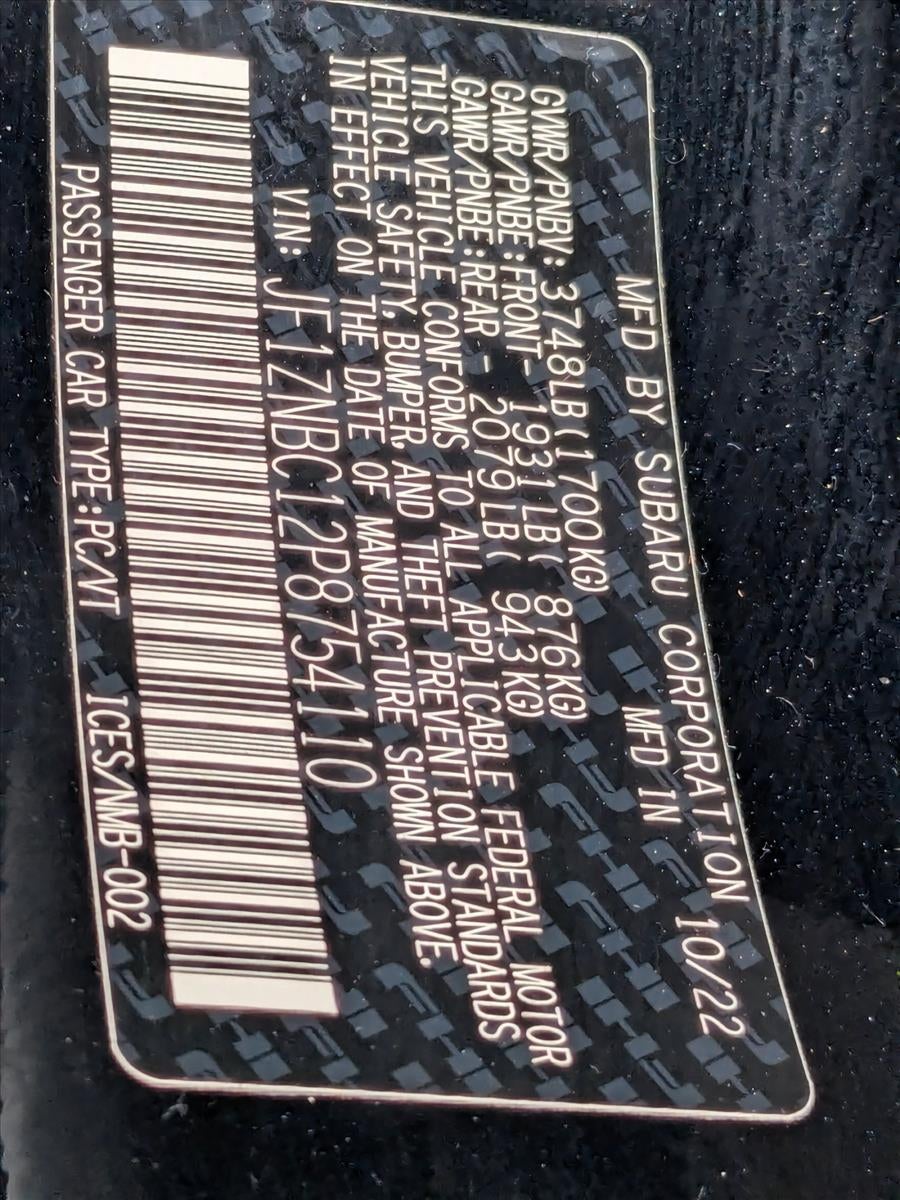 MFD BY SUBARU CORPORATION 10/22
MFD IN
GVWR/PNBV: 3748LB(1700KG)
GAWR/PNBE:FRONT- 1931LB( 876KG)
GAWR/PNBE:REAR - 2079LB( 943KG)
THIS VEHICLE CONFORMS TO ALL APPLICABLE FEDERAL MOTOR
VEHICLE SAFETY, BUMPER, AND THEFT PREVENTION STANDARDS
IN EFFECT ON THE DATE OF MANUFACTURE SHOWN ABOVE.
VIN: JF1ZNBC12P8754110
PASSENGER CAR TYPE:PC/VT ICES/NMB-002